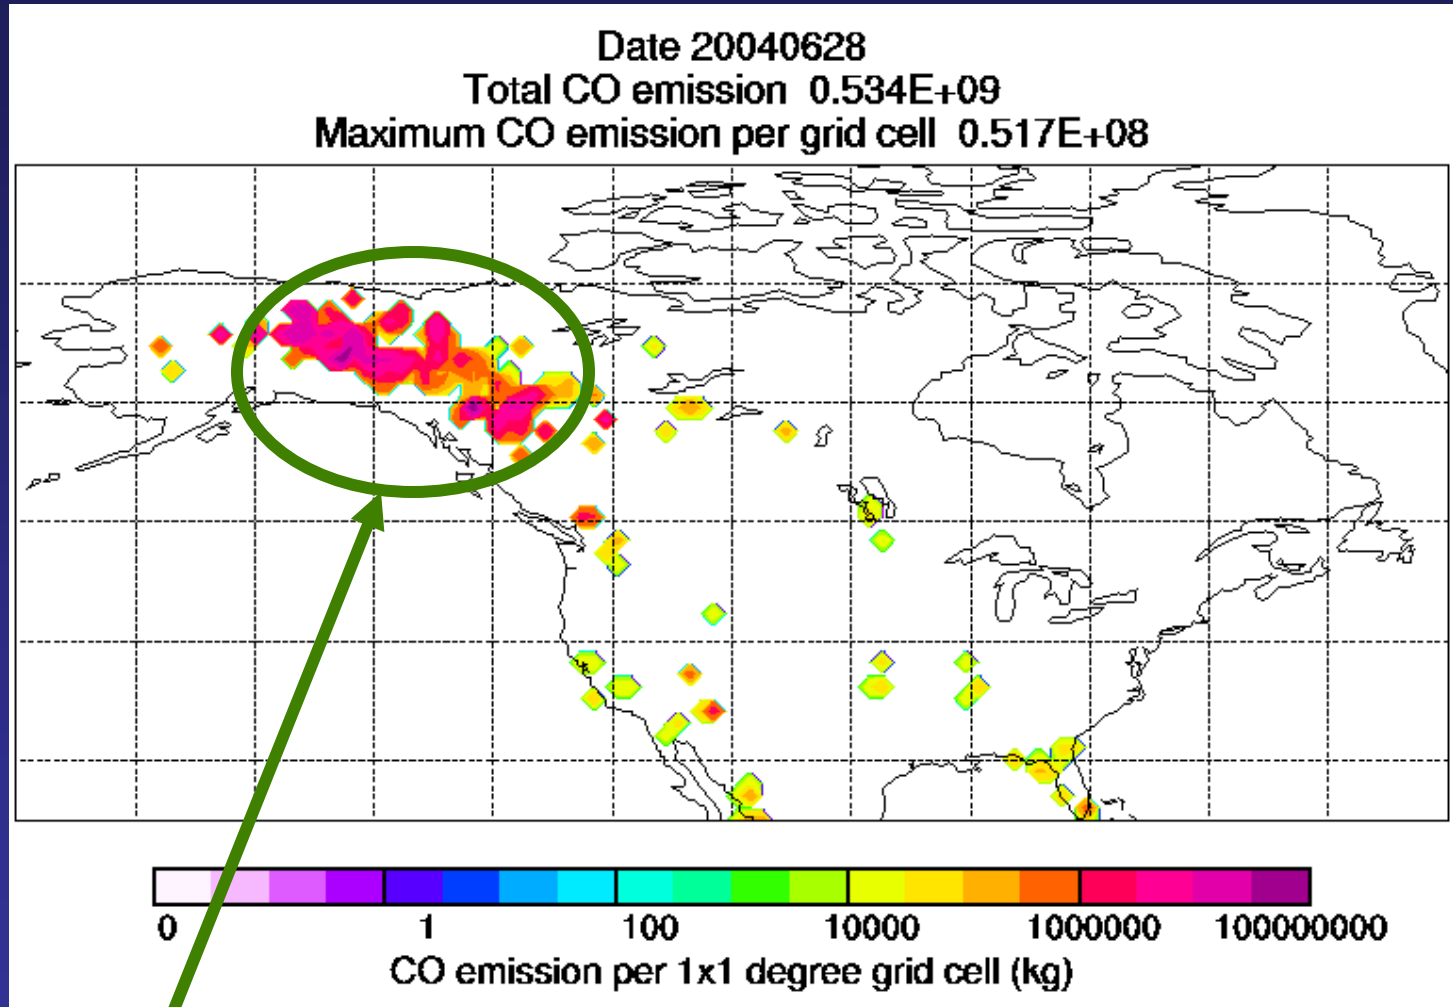 Date 20040628
Total CO emission 0.534E+09
Maximum CO emission per grid cell 0.517E+08
0 1 100 10000 1000000 100000000
CO emission per 1x1 degree grid cell (kg)